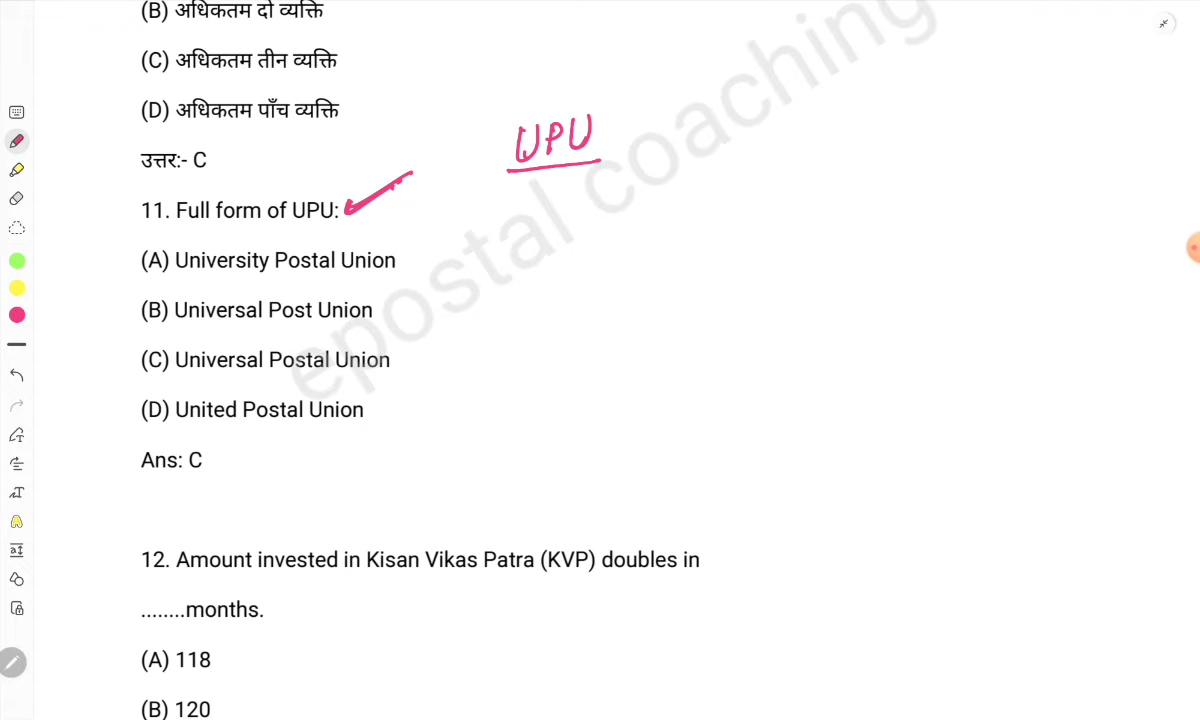 (B) अधिकतम दो व्यक्ति
(C) अधिकतम तीन व्यक्ति
(D) अधिकतम पाँच व्यक्ति
UPU
उत्तर:- C
11. Full form of UPU:
(A) University Postal Union
(B) Universal Post Union
(C) Universal Postal Union
(D) United Postal Union
Ans: C
12. Amount invested in Kisan Vikas Patra (KVP) doubles in
........months.
(A) 118
(B) 120
epostal coaching